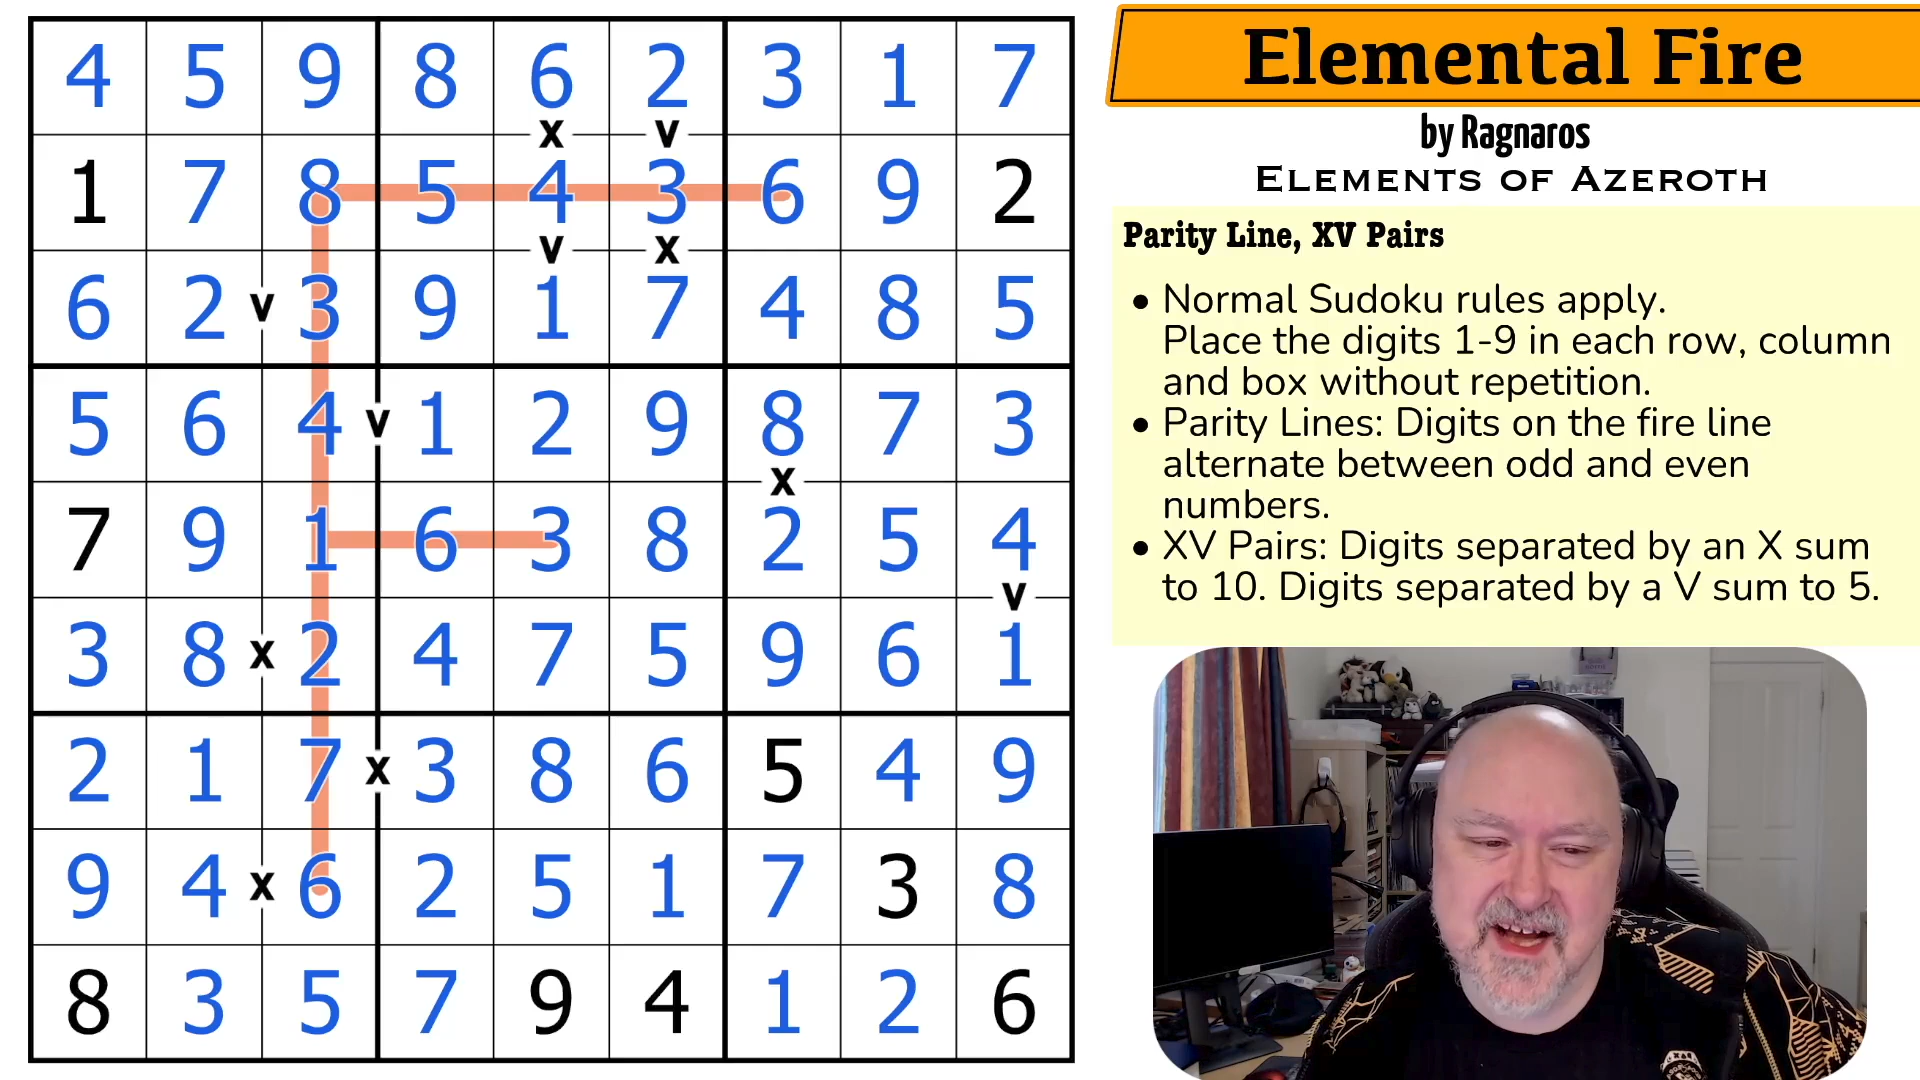 4 5 9 8 6 2 3 1 7
X V
1 7 8 5 4 3 6 9 2
V X
6 2 V 3 9 1 7 4 8 5
5 6 4 V 1 2 9 8 7 3
X
7 9 1 6 3 8 2 5 4
V
3 8 X 2 4 7 5 9 6 1
2 1 7 X 3 8 6 5 4 9
9 4 X 6 2 5 1 7 3 8
8 3 5 7 9 4 1 2 6
Elemental Fire
by Ragnaros
ELEMENTS OF AZEROTH
Parity Line, XV Pairs
• Normal Sudoku rules apply.
Place the digits 1-9 in each row, column
and box without repetition.
• Parity Lines: Digits on the fire line
alternate between odd and even
numbers.
• XV Pairs: Digits separated by an X sum
to 10. Digits separated by a V sum to 5.